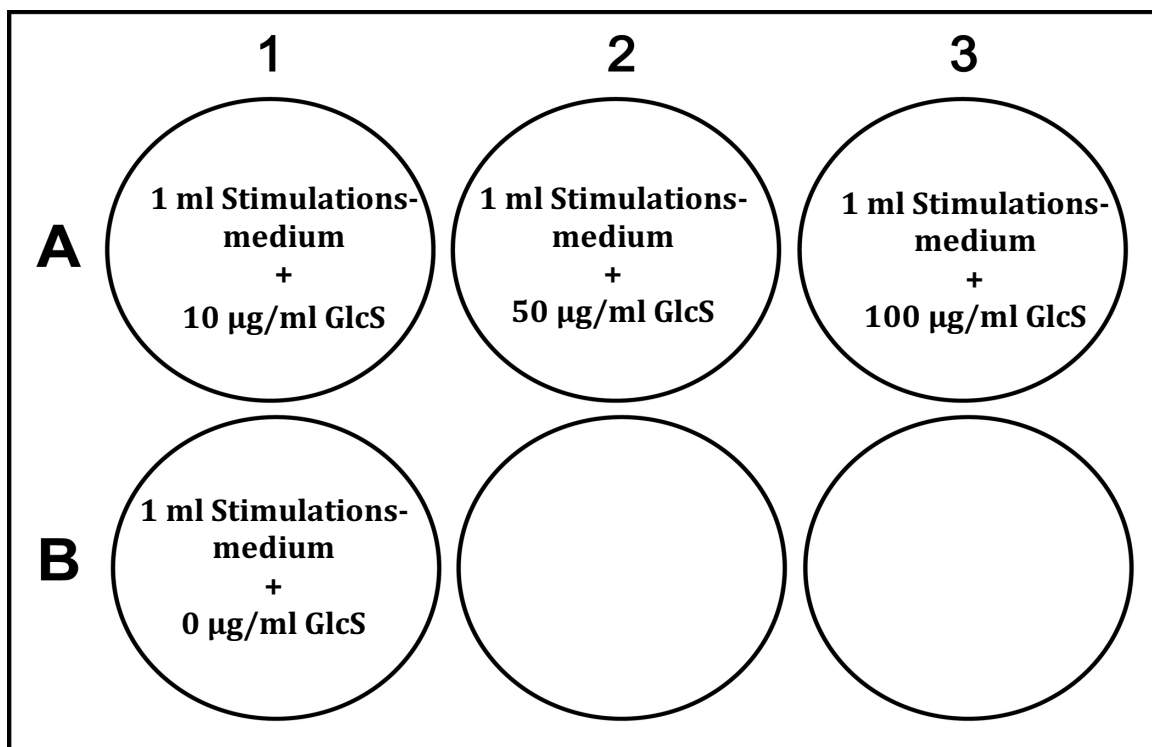 1 2 3
A
1 ml Stimulations-
medium
+
10 µg/ml GlcS
1 ml Stimulations-
medium
+
50 µg/ml GlcS
1 ml Stimulations-
medium
+
100 µg/ml GlcS
B
1 ml Stimulations-
medium
+
0 µg/ml GlcS